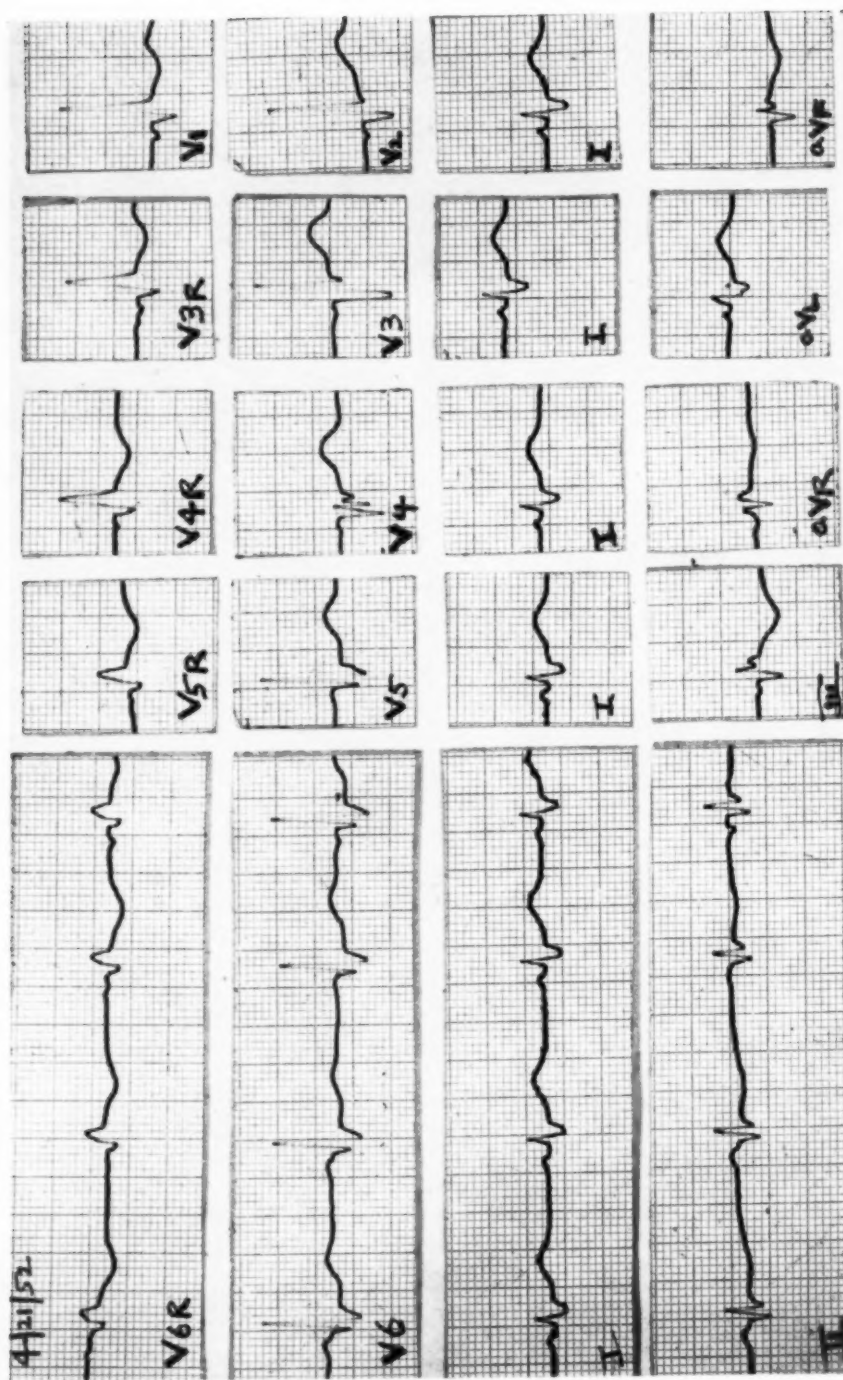 4/21/52
V6R V5R V4R V3R V1
V6 V5 V4 V3 V2
I I I I I
II III aVR aVL aVF